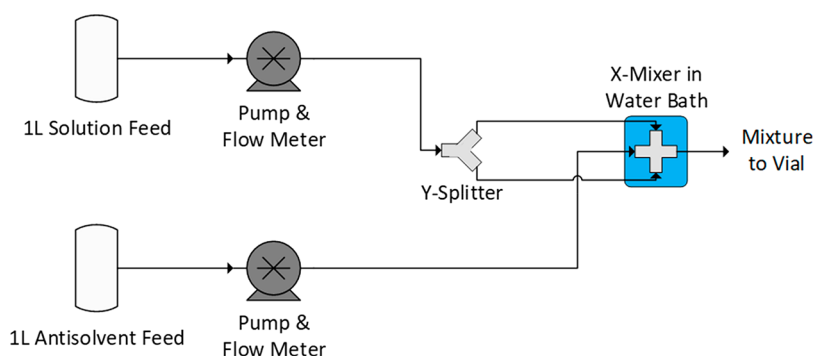 1L Solution Feed
Pump &
Flow Meter
Y-Splitter
X-Mixer in
Water Bath
Mixture
to Vial
1L Antisolvent Feed
Pump &
Flow Meter